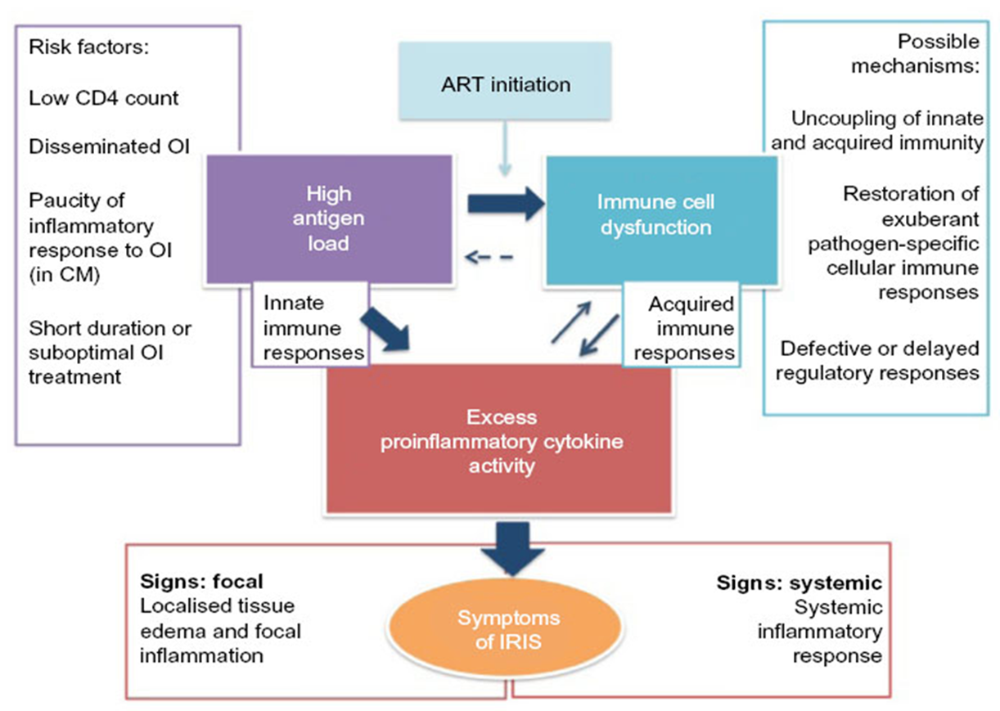 Risk factors:
Low CD4 count
Disseminated OI
Paucity of
inflammatory
response to OI
(in CM)
Short duration or
suboptimal OI
treatment
ART initiation
Possible
mechanisms:
Uncoupling of innate
and acquired immunity
Restoration of
exuberant
pathogen-specific
cellular immune
responses
Defective or delayed
regulatory responses
High
antigen
load
Immune cell
dysfunction
Innate
immune
responses
Acquired
immune
responses
Excess
proinflammatory cytokine
activity
Signs: focal
Localised tissue
edema and focal
inflammation
Symptoms
of IRIS
Signs: systemic
Systemic
inflammatory
response